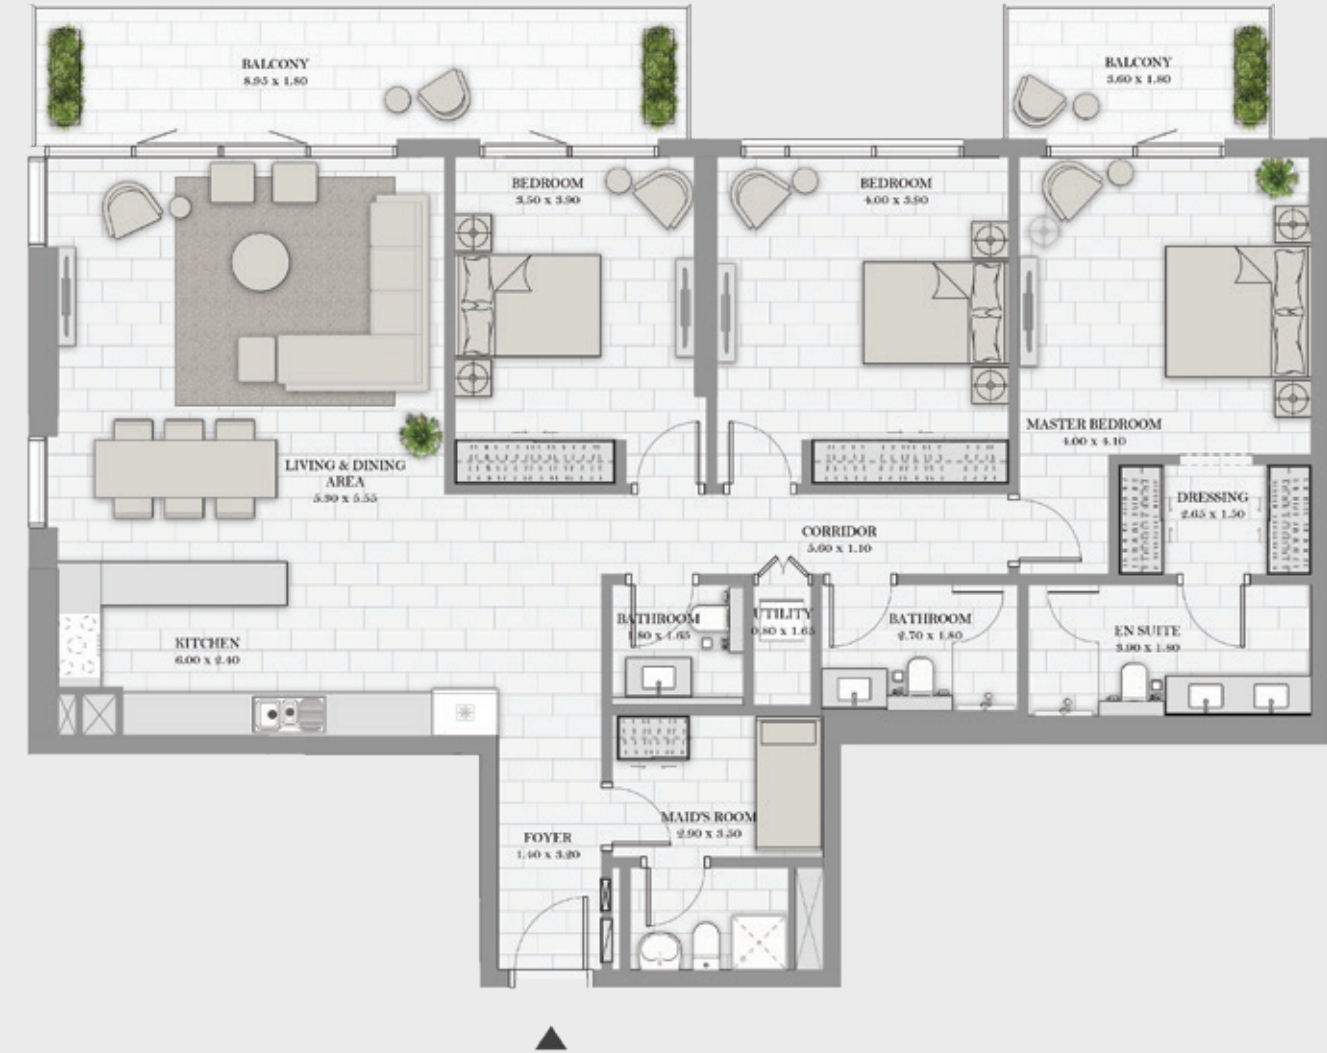 BALCONY
8.95 x 1.80
BALCONY
3.60 x 1.80
BEDROOM
3.50 x 3.90
BEDROOM
4.00 x 3.90
MASTER BEDROOM
4.00 x 4.10
LIVING & DINING
AREA
5.90 x 5.55
DRESSING
2.65 x 1.50
CORRIDOR
5.60 x 1.10
KITCHEN
6.00 x 2.40
BATHROOM
1.80 x 1.65
UTILITY
0.80 x 1.65
BATHROOM
2.70 x 1.80
EN SUITE
3.90 x 1.80
MAID'S ROOM
2.90 x 3.50
FOYER
1.40 x 3.20